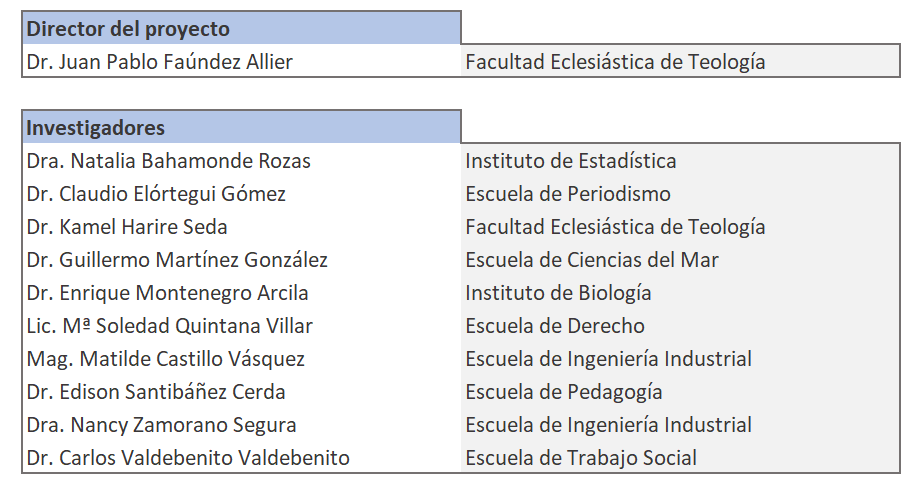 Director del proyecto
Dr. Juan Pablo Faúndez Allier Facultad Eclesiástica de Teología
Investigadores
Dra. Natalia Bahamonde Rozas Instituto de Estadística
Dr. Claudio Elórtegui Gómez Escuela de Periodismo
Dr. Kamel Harire Seda Facultad Eclesiástica de Teología
Dr. Guillermo Martínez González Escuela de Ciencias del Mar
Dr. Enrique Montenegro Arcila Instituto de Biología
Lic. Mª Soledad Quintana Villar Escuela de Derecho
Mag. Matilde Castillo Vásquez Escuela de Ingeniería Industrial
Dr. Edison Santibáñez Cerda Escuela de Pedagogía
Dra. Nancy Zamorano Segura Escuela de Ingeniería Industrial
Dr. Carlos Valdebenito Valdebenito Escuela de Trabajo Social